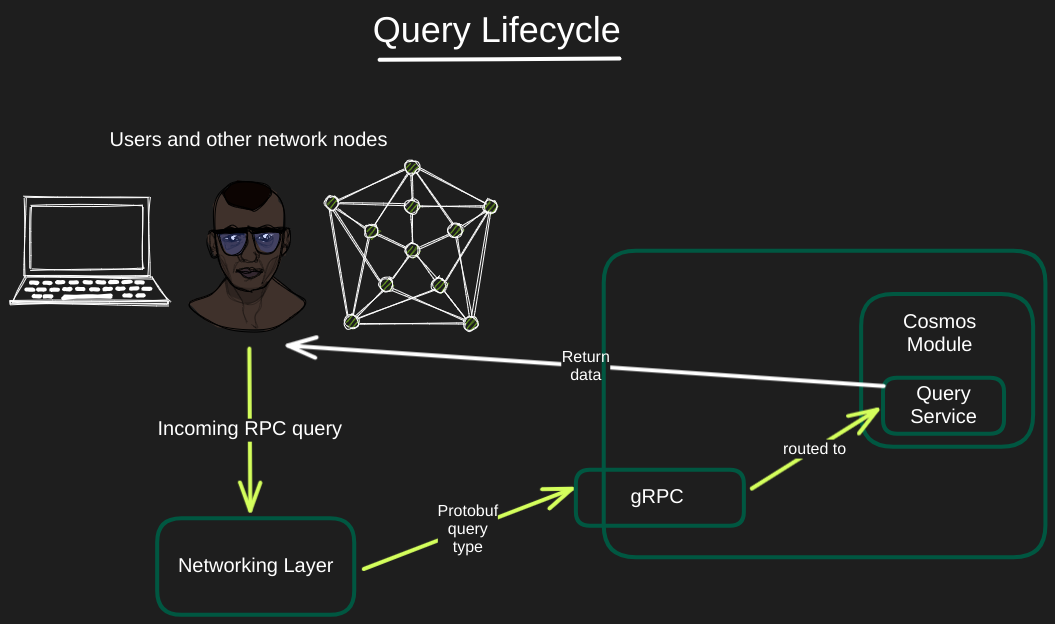 Query Lifecycle
Users and other network nodes
Incoming RPC query
Networking Layer
Protobuf
query
type
gRPC
routed to
Cosmos
Module
Query
Service
Return
data